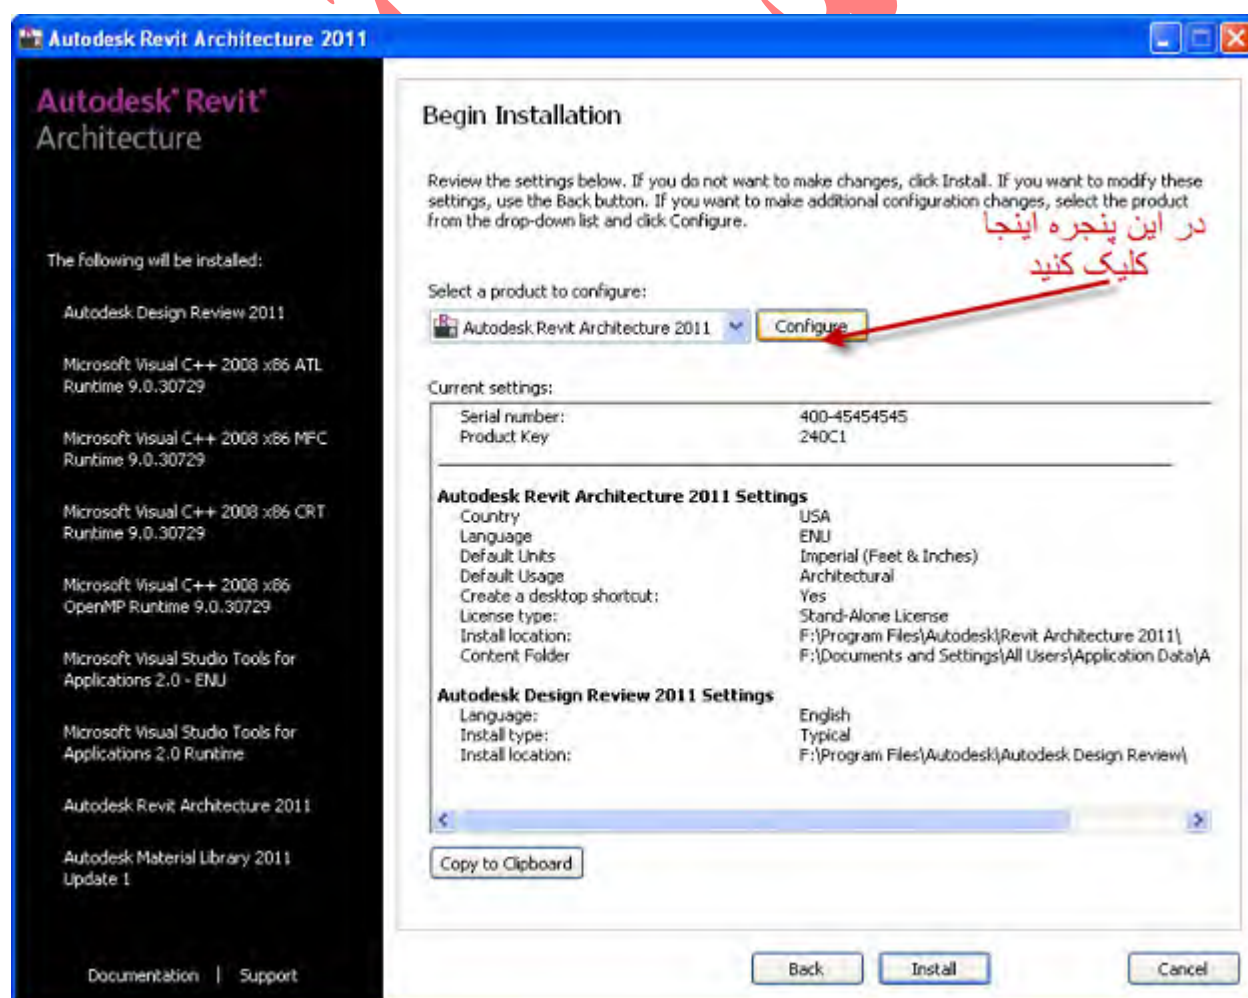 Autodesk Revit Architecture 2011
Autodesk® Revit®
Architecture
The following will be installed:
Autodesk Design Review 2011
Microsoft Visual C++ 2008 x86 ATL
Runtime 9.0.30729
Microsoft Visual C++ 2008 x86 MFC
Runtime 9.0.30729
Microsoft Visual C++ 2008 x86 CRT
Runtime 9.0.30729
Microsoft Visual C++ 2008 x86
OpenMP Runtime 9.0.30729
Microsoft Visual Studio Tools for
Applications 2.0 - ENU
Microsoft Visual Studio Tools for
Applications 2.0 Runtime
Autodesk Revit Architecture 2011
Autodesk Material Library 2011
Update 1
Documentation | Support
Begin Installation
Review the settings below. If you do not want to make changes, click Install. If you want to modify these
settings, use the Back button. If you want to make additional configuration changes, select the product
from the drop-down list and click Configure.
در این پنجره اینجا
کلیک کنید
Select a product to configure:
Autodesk Revit Architecture 2011 Configure
Current settings:
Serial number: 400-45454545
Product Key 240C1
Autodesk Revit Architecture 2011 Settings
Country USA
Language ENU
Default Units Imperial (Feet & Inches)
Default Usage Architectural
Create a desktop shortcut: Yes
License type: Stand-Alone License
Install location: F:\Program Files\Autodesk\Revit Architecture 2011\
Content Folder F:\Documents and Settings\All Users\Application Data\A
Autodesk Design Review 2011 Settings
Language: English
Install type: Typical
Install location: F:\Program Files\Autodesk\Autodesk Design Review\
Copy to Clipboard
Back Install Cancel